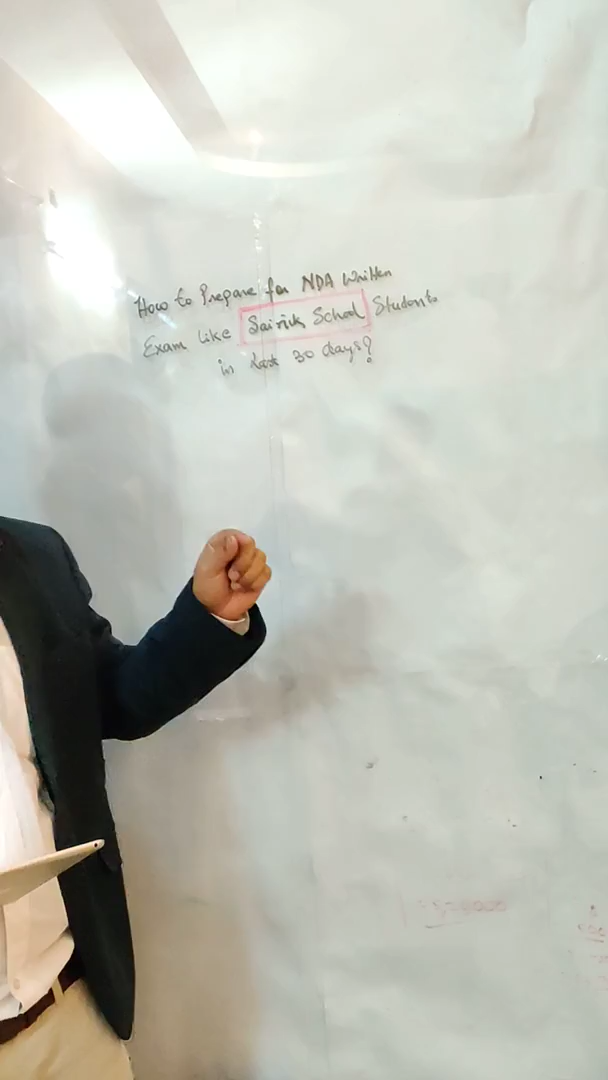 How to Prepare for NDA Written
Exam like Sainik School Students
in last 30 days?